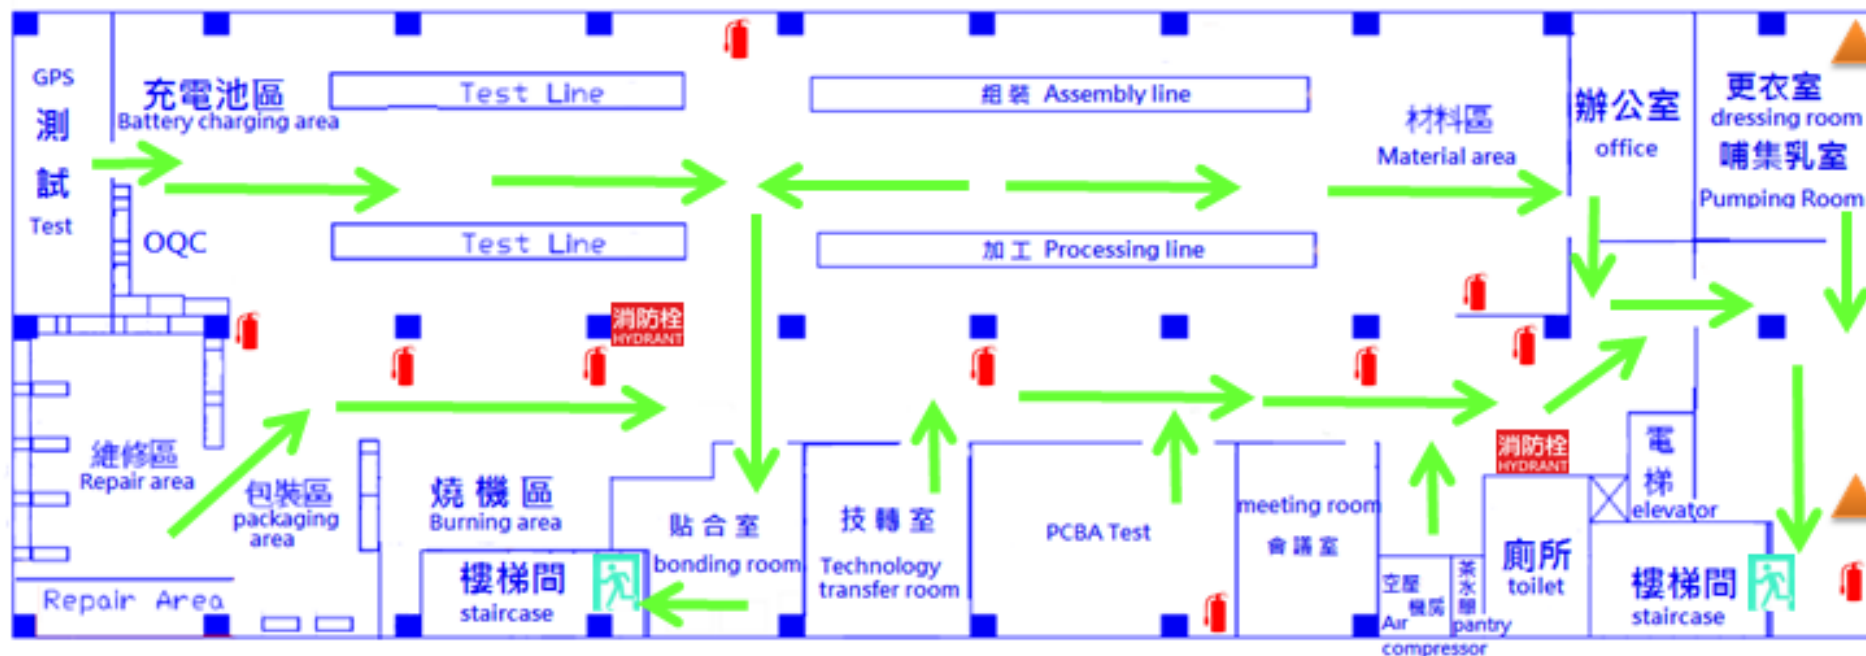 GPS
測
試
Test
充電池區
Battery charging area
OQC
Test Line
Test Line
組裝 Assembly line
加工 Processing line
材料區
Material area
辦公室
office
更衣室
dressing room
哺集乳室
Pumping Room
消防栓
HYDRANT
維修區
Repair area
Repair Area
包裝區
packaging
area
燒機區
Burning area
樓梯間
staircase
貼合室
bonding room
技轉室
Technology
transfer room
PCBA Test
meeting room
會議室
空壓
機房
Air
compressor
茶
水
間
pantry
消防栓
HYDRANT
廁所
toilet
電
梯
elevator
樓梯間
staircase